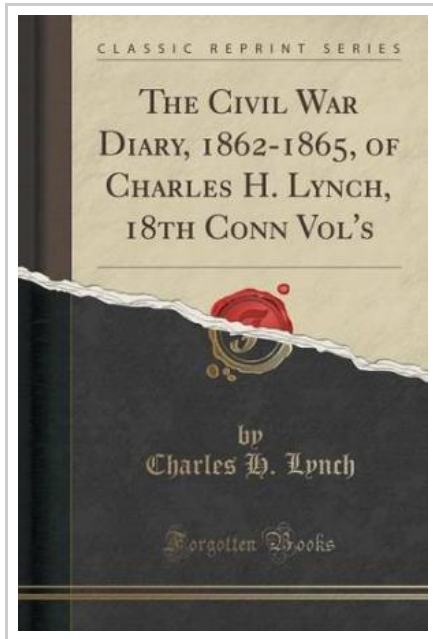 CLASSIC REPRINT SERIES
THE CIVIL WAR
DIARY, 1862-1865, OF
CHARLES H. LYNCH,
18TH CONN VOL'S
by
Charles H. Lynch
Forgotten Books